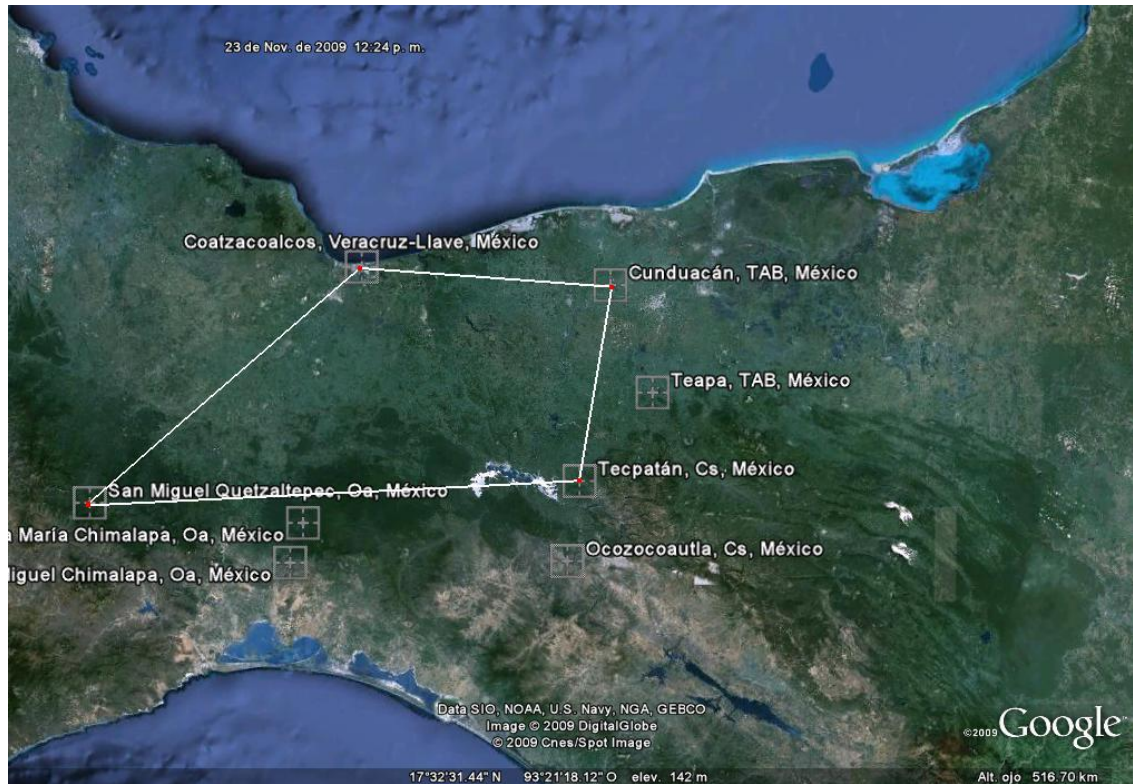 23 de Nov. de 2009 12:24 p. m.
Coatzacoalcos, Veracruz-Llave, México
Cunduacán, TAB, México
Teapa, TAB, México
Tecpatán, Cs, México
San Miguel Quetzaltepec, Oa, México
a María Chimalapa, Oa, México
Ocozocoautla, Cs, México
liguel Chimalapa, Oa, México
Data SIO, NOAA, U.S. Navy, NGA, GEBCO
Image © 2009 DigitalGlobe
© 2009 Cnes/Spot Image
©2009 Google
17°32'31.44" N 93°21'18.12" O elev. 142 m Alt. ojo 516.70 km